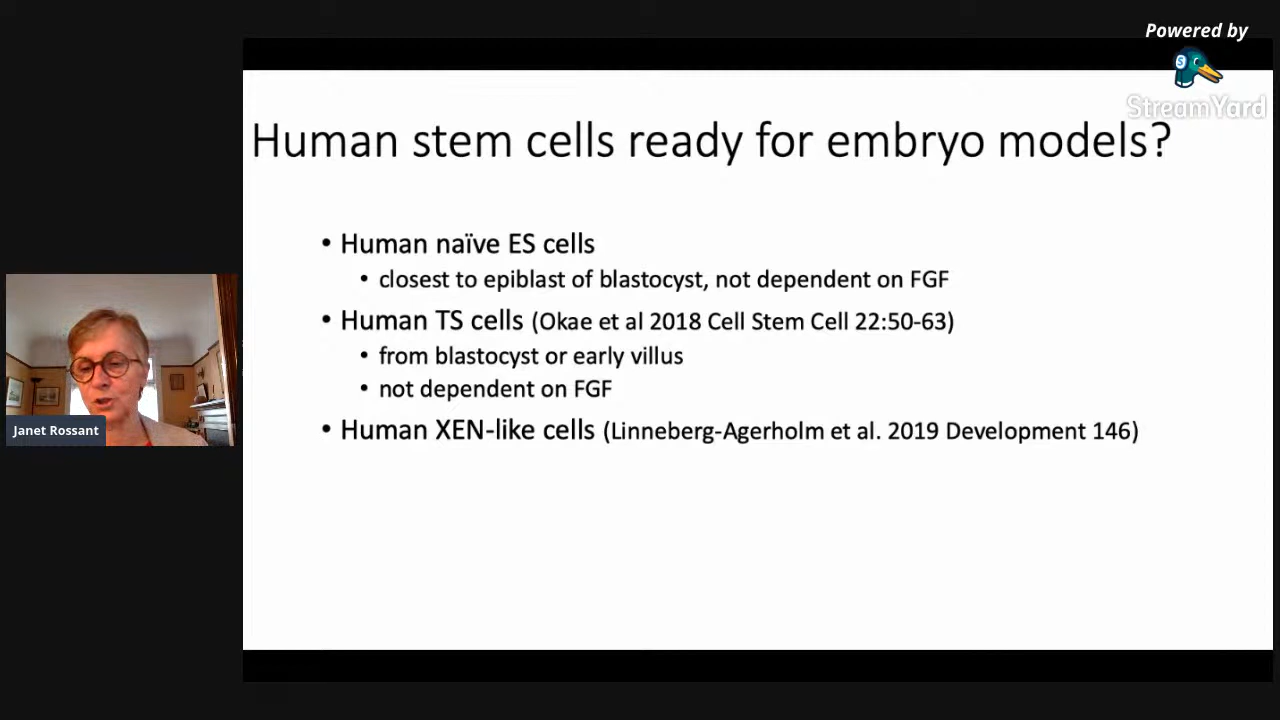 Powered by
StreamYard
Human stem cells ready for embryo models?
• Human naïve ES cells
• closest to epiblast of blastocyst, not dependent on FGF
• Human TS cells (Okae et al 2018 Cell Stem Cell 22:50-63)
• from blastocyst or early villus
• not dependent on FGF
• Human XEN-like cells (Linneberg-Agerholm et al. 2019 Development 146)
Janet Rossant